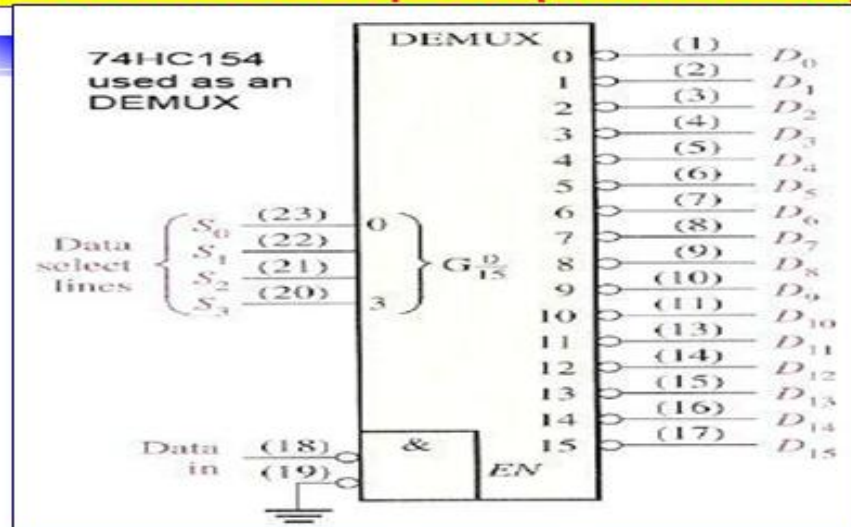 74HC154
used as an
DEMUX
DEMUX
0 (1) D₀
1 (2) D₁
2 (3) D₂
3 (4) D₃
4 (5) D₄
5 (6) D₅
6 (7) D₆
7 (8) D₇
8 (9) D₈
9 (10) D₉
10 (11) D₁₀
11 (13) D₁₁
12 (14) D₁₂
13 (15) D₁₃
14 (16) D₁₄
15 (17) D₁₅
Data
select
lines
S₀ (23) 0
S₁ (22)
S₂ (21)
S₃ (20) 3
G 0/15
Data
in
(18)
(19)
&
EN